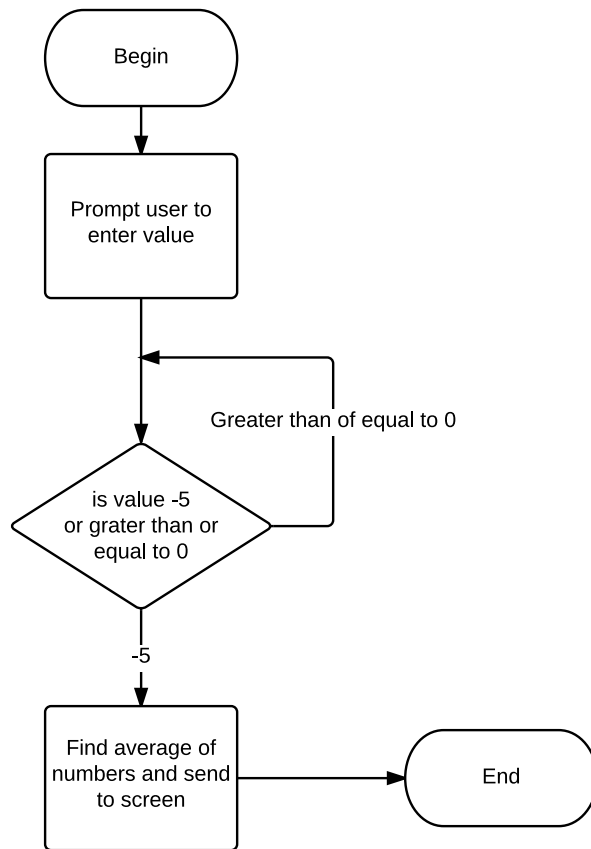 Begin
Prompt user to
enter value
Greater than of equal to 0
is value -5
or grater than or
equal to 0
-5
Find average of
numbers and send
to screen
End